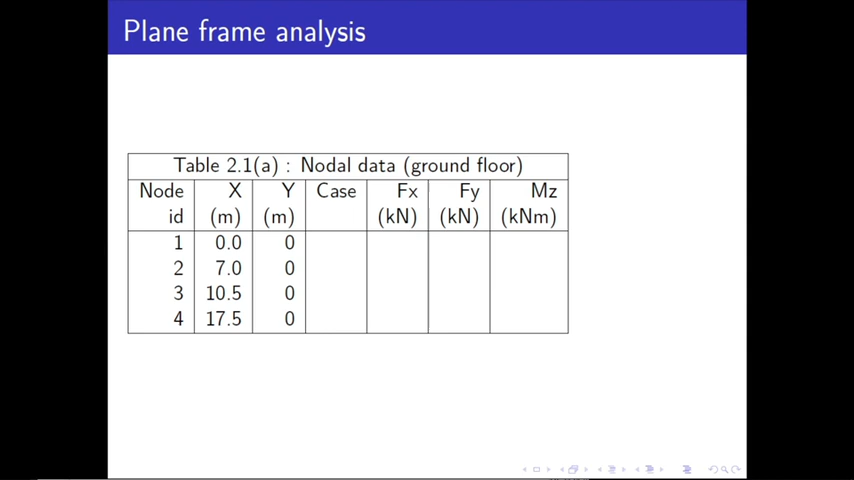 Plane frame analysis
Table 2.1(a) : Nodal data (ground floor)
Node X Y Case Fx Fy Mz
id (m) (m) (kN) (kN) (kNm)
1 0.0 0
2 7.0 0
3 10.5 0
4 17.5 0